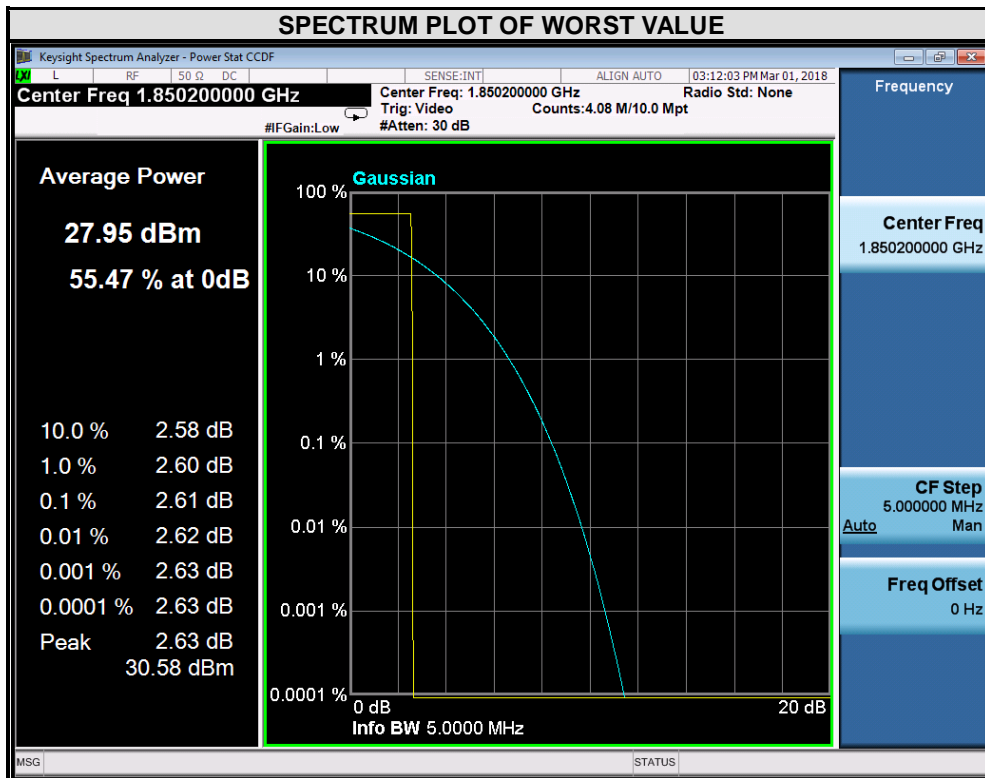 SPECTRUM PLOT OF WORST VALUE
Keysight Spectrum Analyzer - Power Stat CCDF
LXI L RF 50 Ω DC SENSE:INT ALIGN AUTO 03:12:03 PM Mar 01, 2018
Center Freq 1.850200000 GHz
Center Freq: 1.850200000 GHz Radio Std: None
Trig: Video Counts:4.08 M/10.0 Mpt
#IFGain:Low #Atten: 30 dB
Average Power
27.95 dBm
55.47 % at 0dB
10.0 % 2.58 dB
1.0 % 2.60 dB
0.1 % 2.61 dB
0.01 % 2.62 dB
0.001 % 2.63 dB
0.0001 % 2.63 dB
Peak 2.63 dB
30.58 dBm
Gaussian
100 %
10 %
1 %
0.1 %
0.01 %
0.001 %
0.0001 %
0 dB 20 dB
Info BW 5.0000 MHz
Frequency
Center Freq
1.850200000 GHz
CF Step
5.000000 MHz
Auto Man
Freq Offset
0 Hz
MSG STATUS